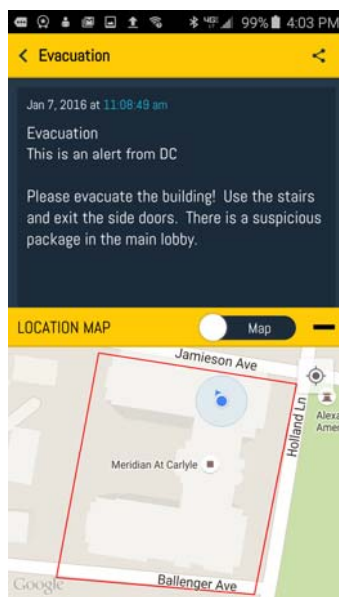 99% 4:03 PM
Evacuation
Jan 7, 2016 at 11:08:49 am
Evacuation
This is an alert from DC
Please evacuate the building! Use the stairs
and exit the side doors. There is a suspicious
package in the main lobby.
LOCATION MAP
Map
Jamieson Ave
Holland Ln
Alexa
Amer
Meridian At Carlyle
Ballenger Ave
Google